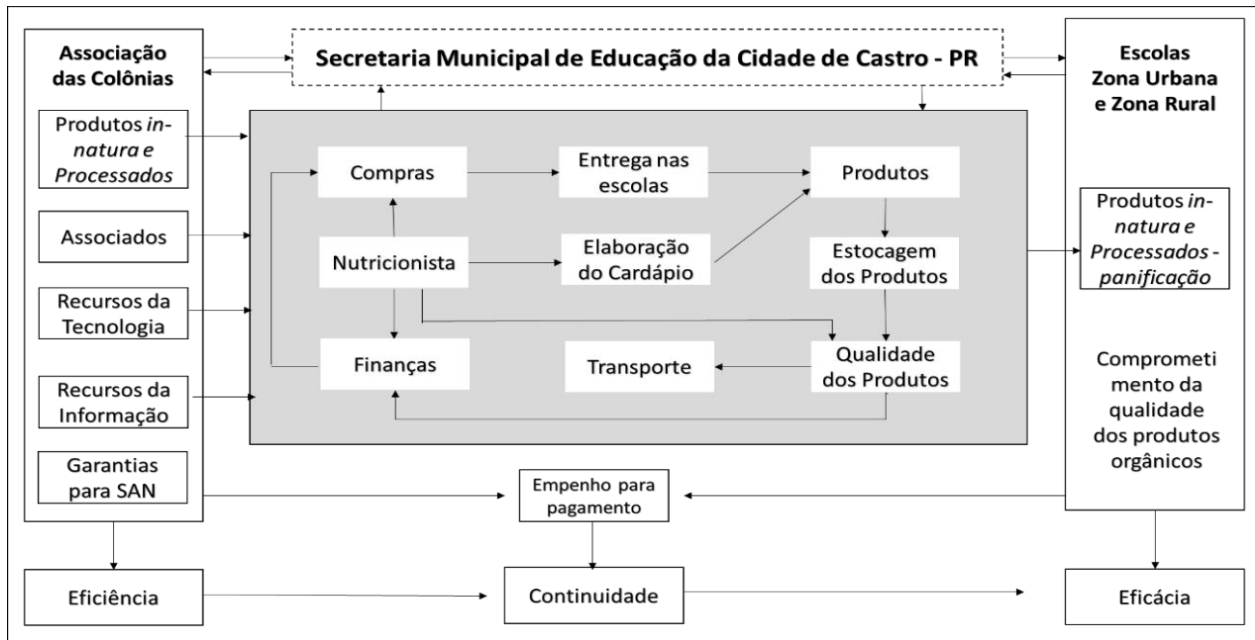 Associação
das Colônias
Produtos in-
natura e
Processados
Associados
Recursos da
Tecnologia
Recursos da
Informação
Garantias
para SAN
Eficiência
Secretaria Municipal de Educação da Cidade de Castro - PR
Compras
Entrega nas
escolas
Produtos
Nutricionista
Elaboração
do Cardápio
Estocagem
dos Produtos
Finanças
Transporte
Qualidade
dos Produtos
Empenho para
pagamento
Continuidade
Escolas
Zona Urbana
e Zona Rural
Produtos in-
natura e
Processados -
panificação
Comprometi
mento da
qualidade
dos produtos
orgânicos
Eficácia